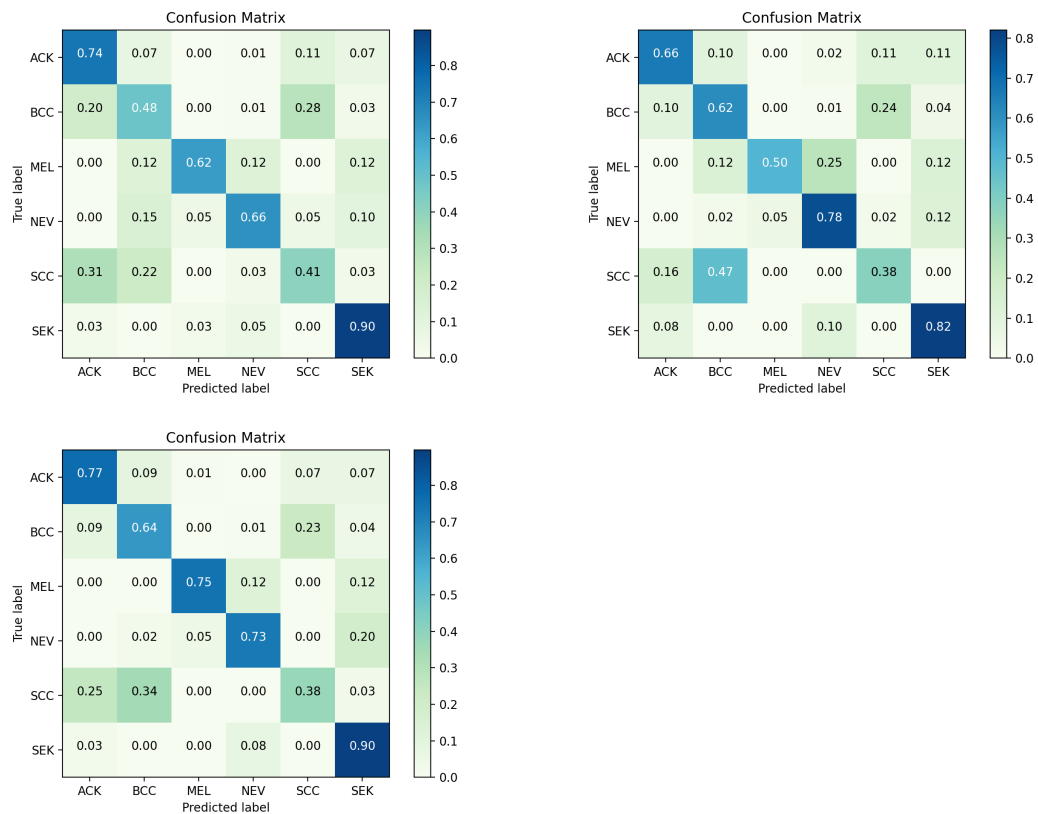 Confusion Matrix
ACK 0.74 0.07 0.00 0.01 0.11 0.07
BCC 0.20 0.48 0.00 0.01 0.28 0.03
MEL 0.00 0.12 0.62 0.12 0.00 0.12
NEV 0.00 0.15 0.05 0.66 0.05 0.10
SCC 0.31 0.22 0.00 0.03 0.41 0.03
SEK 0.03 0.00 0.03 0.05 0.00 0.90
ACK BCC MEL NEV SCC SEK
Predicted label
True label
0.8
0.7
0.6
0.5
0.4
0.3
0.2
0.1
0.0
Confusion Matrix
ACK 0.66 0.10 0.00 0.02 0.11 0.11
BCC 0.10 0.62 0.00 0.01 0.24 0.04
MEL 0.00 0.12 0.50 0.25 0.00 0.12
NEV 0.00 0.02 0.05 0.78 0.02 0.12
SCC 0.16 0.47 0.00 0.00 0.38 0.00
SEK 0.08 0.00 0.00 0.10 0.00 0.82
ACK BCC MEL NEV SCC SEK
Predicted label
True label
0.8
0.7
0.6
0.5
0.4
0.3
0.2
0.1
0.0
Confusion Matrix
ACK 0.77 0.09 0.01 0.00 0.07 0.07
BCC 0.09 0.64 0.00 0.01 0.23 0.04
MEL 0.00 0.00 0.75 0.12 0.00 0.12
NEV 0.00 0.02 0.05 0.73 0.00 0.20
SCC 0.25 0.34 0.00 0.00 0.38 0.03
SEK 0.03 0.00 0.00 0.08 0.00 0.90
ACK BCC MEL NEV SCC SEK
Predicted label
True label
0.8
0.7
0.6
0.5
0.4
0.3
0.2
0.1
0.0